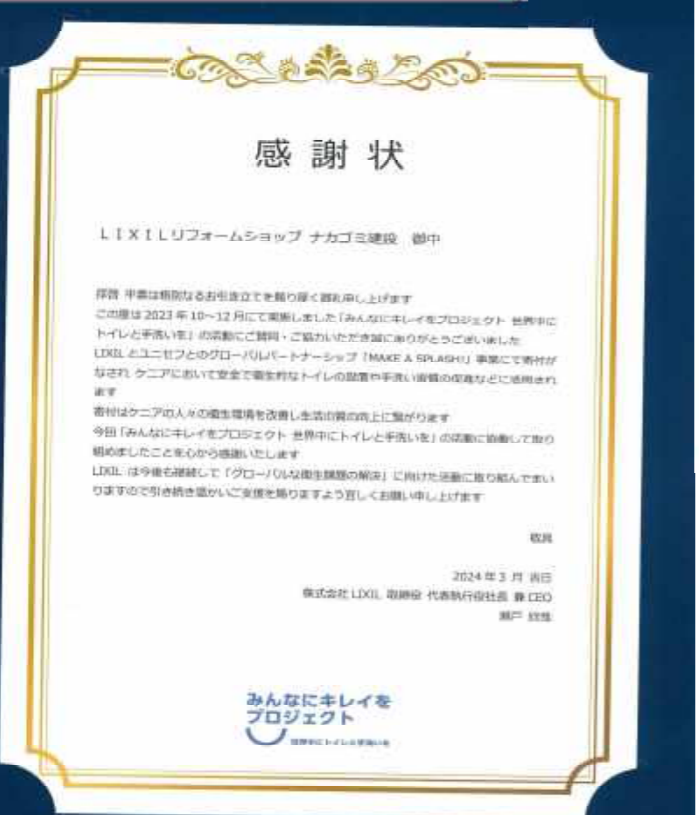 感謝状
LIXILリフォームショップ ナカゴミ建設 御中
拝啓 平素は格別なるお引き立てを賜り厚く御礼申し上げます
この度は2023年10~12月にて実施しました「みんなにキレイをプロジェクト 世界中に
トイレと手洗いを」の活動にご賛同・ご協力いただき誠にありがとうございました
LIXILとユニセフとのグローバルパートナーシップ「MAKE A SPLASH!」事業にて寄付が
なされ ケニアにおいて安全で衛生的なトイレの設置や手洗い習慣の促進などに活用され
ます
寄付はケニアの人々の衛生環境を改善し生活の質の向上に繋がります
今回「みんなにキレイをプロジェクト 世界中にトイレと手洗いを」の活動に協働して取り
組めましたことを心から感謝いたします
LIXIL は今後も継続して「グローバルな衛生課題の解決」に向けた活動に取り組んでまい
りますので引き続き温かいご支援を賜りますよう宜しくお願い申し上げます
敬具
2024年3月 吉日
株式会社LIXIL 取締役 代表執行役社長 兼 CEO
瀬戸 欣哉
みんなにキレイを
プロジェクト
世界中にトイレと手洗いを